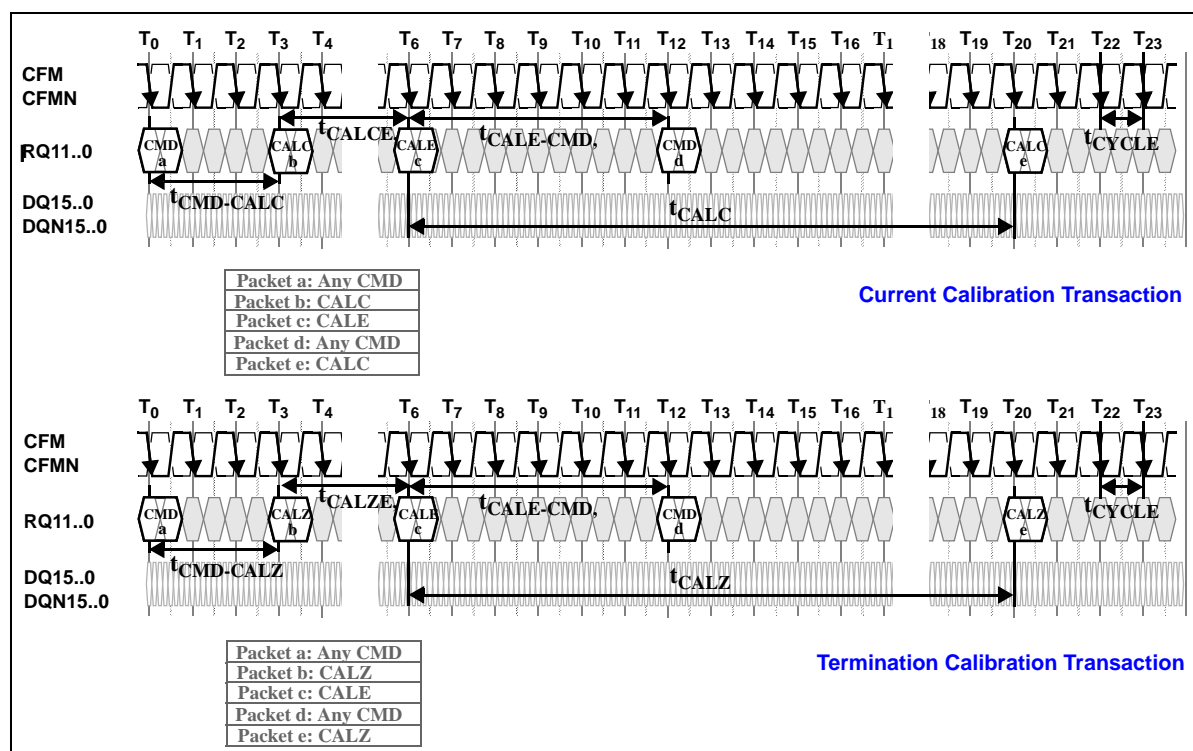 T0 T1 T2 T3 T4 T6 T7 T8 T9 T10 T11 T12 T13 T14 T15 T16 T1 18 T19 T20 T21 T22 T23
CFM
CFMN
tCALCE, tCALE-CMD, tCYCLE
RQ11..0
CMD a CALC b CALE c CMD d CALC e
tCMD-CALC tCALC
DQ15..0
DQN15..0
Packet a: Any CMD
Packet b: CALC
Packet c: CALE
Packet d: Any CMD
Packet e: CALC
Current Calibration Transaction
T0 T1 T2 T3 T4 T6 T7 T8 T9 T10 T11 T12 T13 T14 T15 T16 T1 18 T19 T20 T21 T22 T23
CFM
CFMN
tCALZE, tCALE-CMD, tCYCLE
RQ11..0
CMD a CALZ b CALE c CMD d CALZ e
tCMD-CALZ tCALZ
DQ15..0
DQN15..0
Packet a: Any CMD
Packet b: CALZ
Packet c: CALE
Packet d: Any CMD
Packet e: CALZ
Termination Calibration Transaction